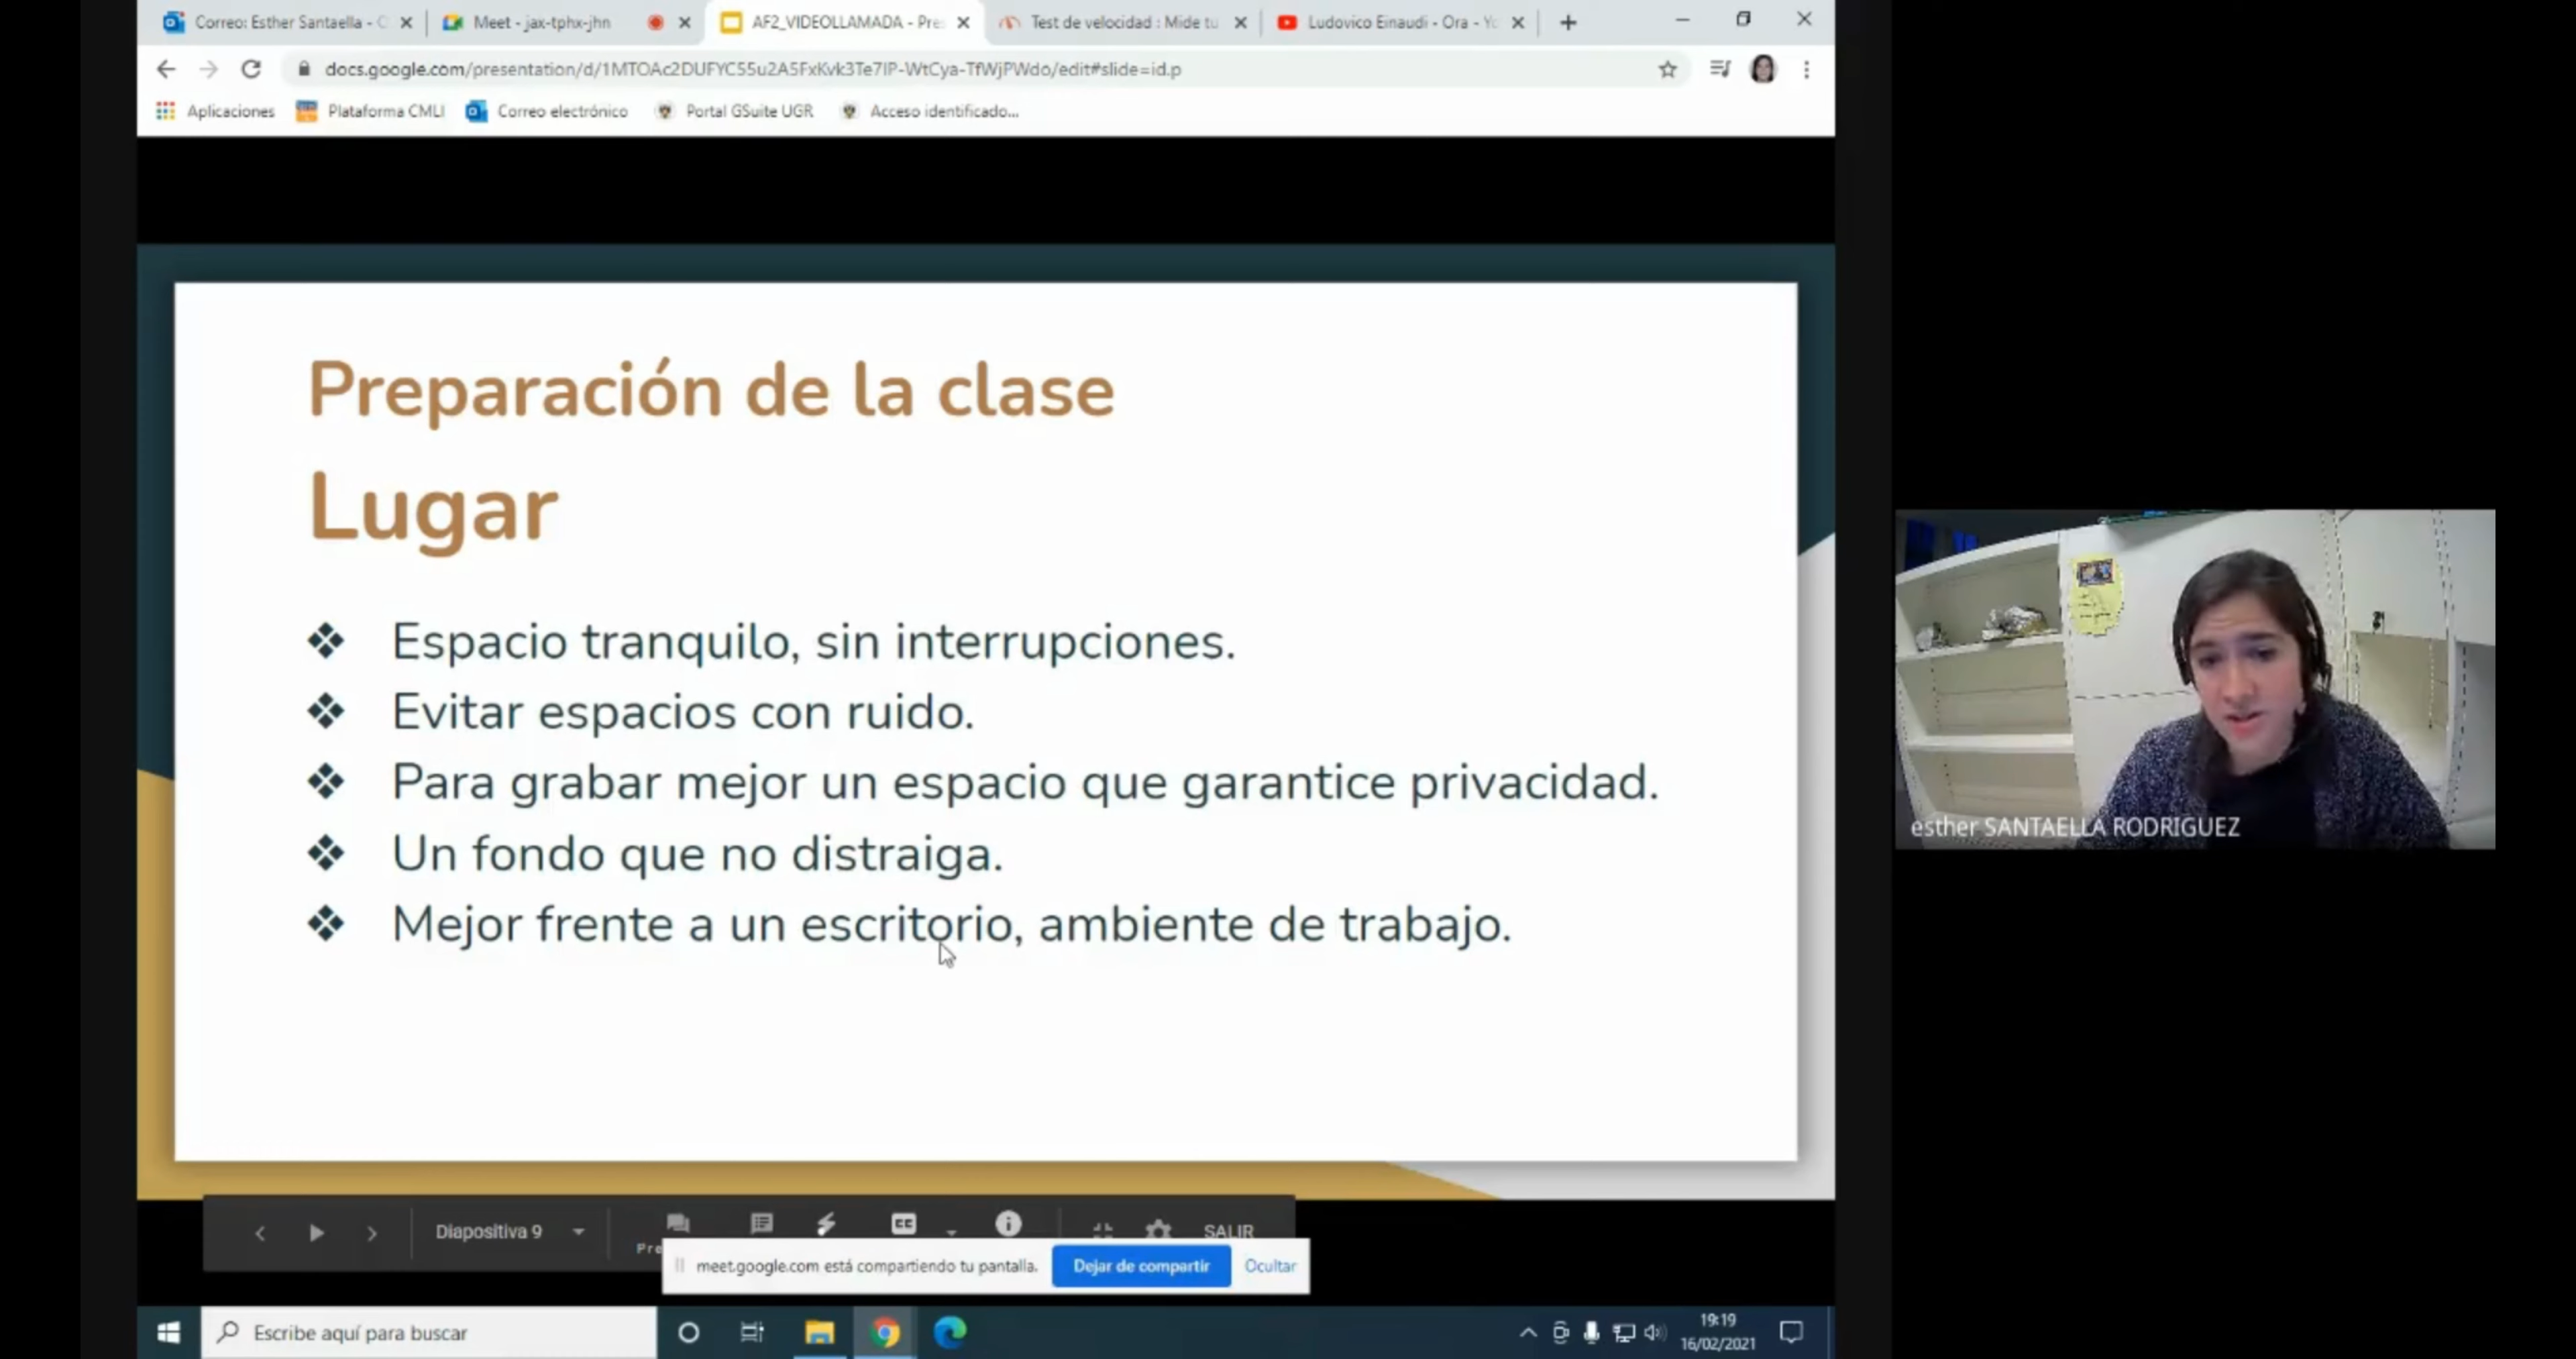 Correo: Esther Santaella - C
Meet - jax-tphx-jhn
AF2_VIDEOLLAMADA - Pre
Test de velocidad : Mide tu
Ludovico Einaudi - Ora - Yo
docs.google.com/presentation/d/1MTOAc2DUFYC55u2A5FxKvk3Te7IP-WtCya-TfWjPWdo/edit#slide=id.p
Aplicaciones
Plataforma CMLI
Correo electrónico
Portal GSuite UGR
Acceso identificado...
Preparación de la clase
Lugar
❖ Espacio tranquilo, sin interrupciones.
❖ Evitar espacios con ruido.
❖ Para grabar mejor un espacio que garantice privacidad.
❖ Un fondo que no distraiga.
❖ Mejor frente a un escritorio, ambiente de trabajo.
esther SANTAELLA RODRIGUEZ
Diapositiva 9
Pre
CC
SALIR
meet.google.com está compartiendo tu pantalla.
Dejar de compartir
Ocultar
Escribe aquí para buscar
19:19
16/02/2021